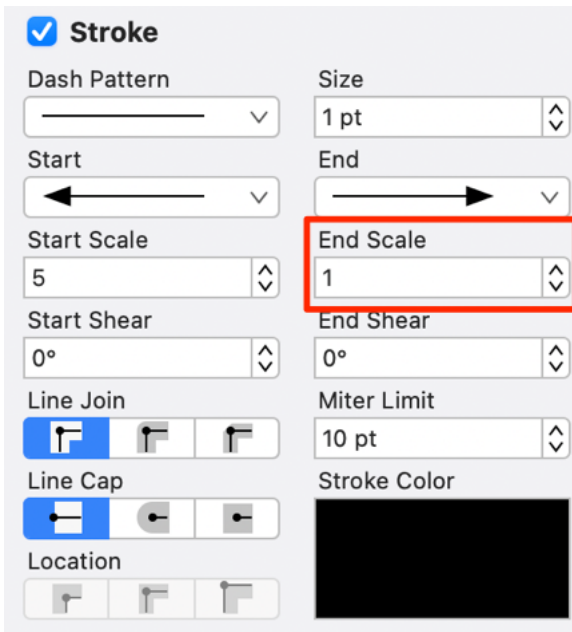 Stroke
Dash Pattern Size
1 pt
Start End
Start Scale End Scale
5 1
Start Shear End Shear
0° 0°
Line Join Miter Limit
10 pt
Line Cap Stroke Color
Location